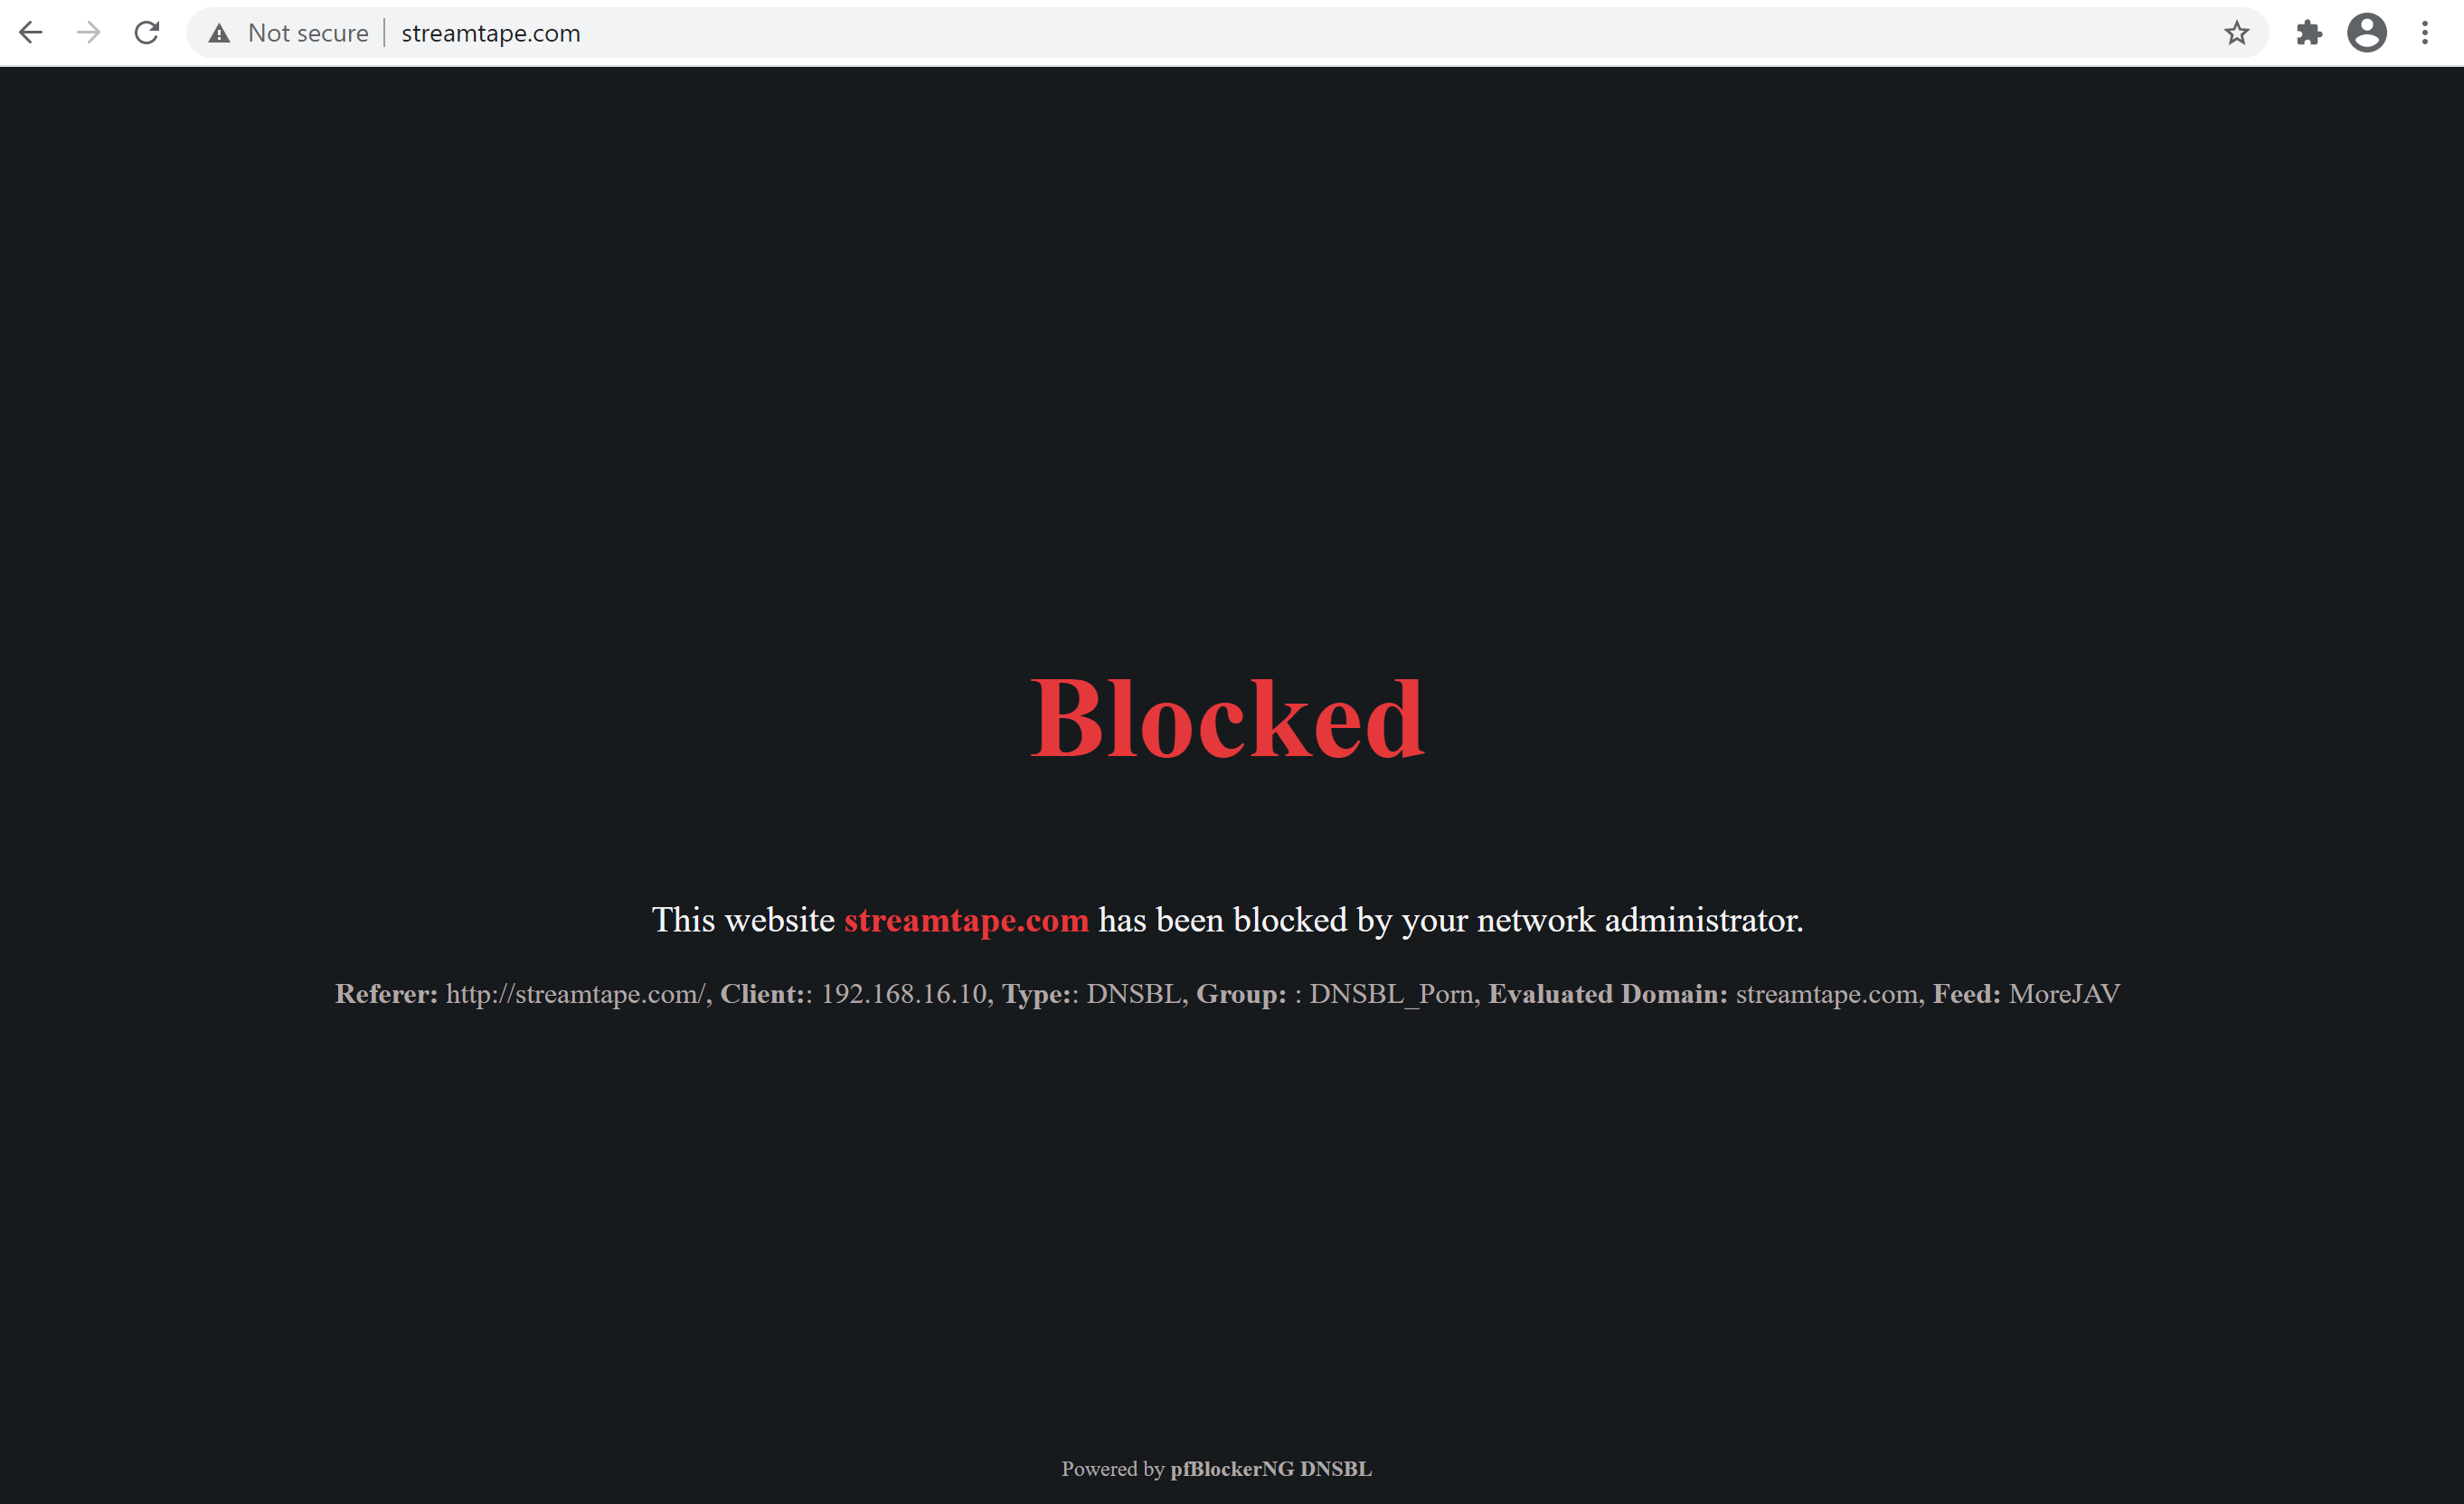 Not secure streamtape.com
Blocked
This website streamtape.com has been blocked by your network administrator.
Referer: http://streamtape.com/, Client:: 192.168.16.10, Type:: DNSBL, Group: : DNSBL_Porn, Evaluated Domain: streamtape.com, Feed: MoreJAV
Powered by pfBlockerNG DNSBL